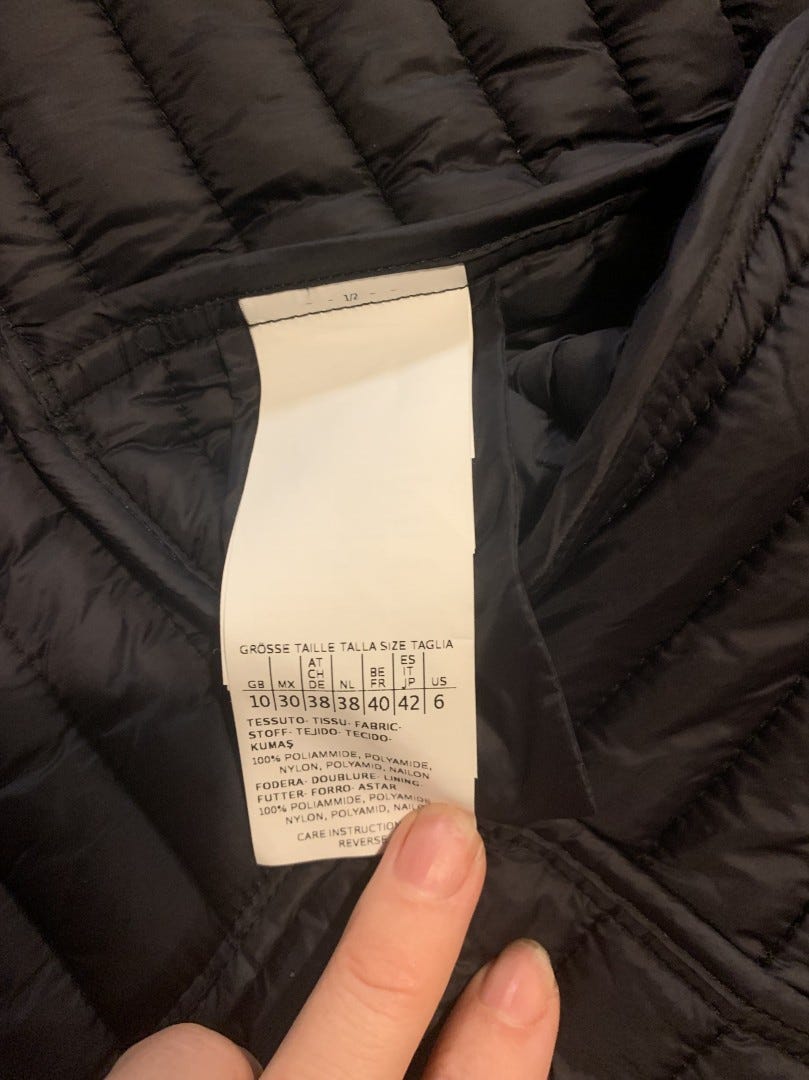 1/2
GRÖSSE TAILLE TALLA SIZE TAGLIA
GB MX AT CH DE NL BE FR ES IT JP US
10 30 38 38 40 42 6
TESSUTO- TISSU- FABRIC-
STOFF- TEJIDO- TECIDO-
KUMAŞ
100% POLIAMMIDE, POLYAMIDE,
NYLON, POLYAMID, NAILON
FODERA- DOUBLURE- LINING-
FUTTER- FORRO- ASTAR
100% POLIAMMIDE, POLYAMIDE
NYLON, POLYAMID,
CARE